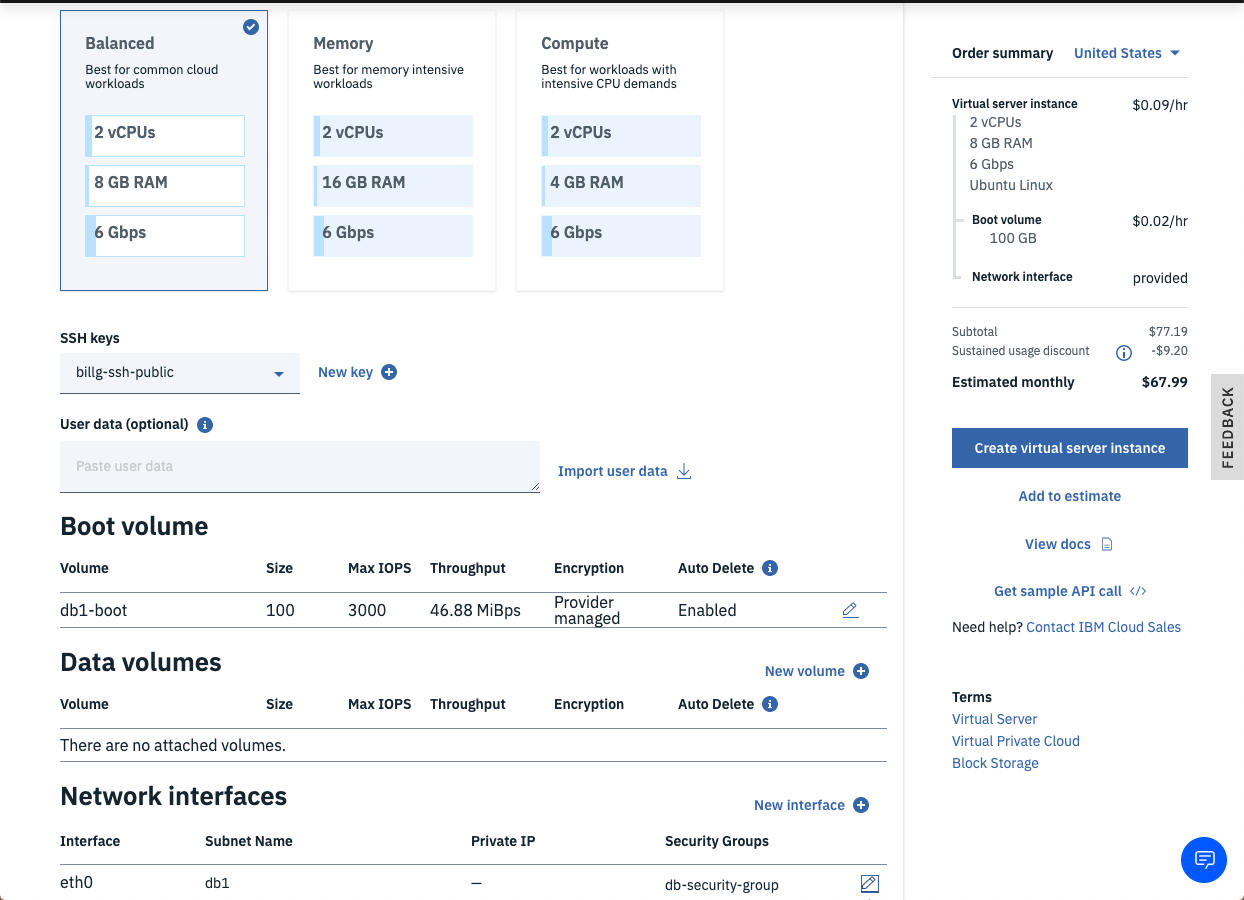 Balanced
Best for common cloud
workloads
2 vCPUs
8 GB RAM
6 Gbps
Memory
Best for memory intensive
workloads
2 vCPUs
16 GB RAM
6 Gbps
Compute
Best for workloads with
intensive CPU demands
2 vCPUs
4 GB RAM
6 Gbps
SSH keys
billg-ssh-public
New key
User data (optional)
Paste user data
Import user data
Boot volume
Volume Size Max IOPS Throughput Encryption Auto Delete
db1-boot 100 3000 46.88 MiBps Provider managed Enabled
Data volumes
New volume
Volume Size Max IOPS Throughput Encryption Auto Delete
There are no attached volumes.
Network interfaces
New interface
Interface Subnet Name Private IP Security Groups
eth0 db1 – db-security-group
Order summary United States
Virtual server instance $0.09/hr
2 vCPUs
8 GB RAM
6 Gbps
Ubuntu Linux
Boot volume $0.02/hr
100 GB
Network interface provided
Subtotal $77.19
Sustained usage discount -$9.20
Estimated monthly $67.99
Create virtual server instance
Add to estimate
View docs
Get sample API call </>
Need help? Contact IBM Cloud Sales
Terms
Virtual Server
Virtual Private Cloud
Block Storage
FEEDBACK